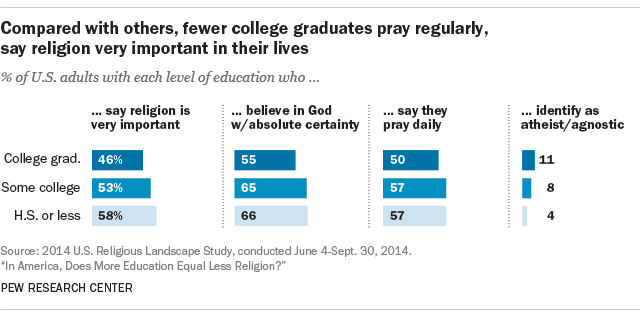 Compared with others, fewer college graduates pray regularly,
say religion very important in their lives
% of U.S. adults with each level of education who ...
... say religion is
very important
... believe in God
w/absolute certainty
... say they
pray daily
... identify as
atheist/agnostic
College grad. 46% 55 50 11
Some college 53% 65 57 8
H.S. or less 58% 66 57 4
Source: 2014 U.S. Religious Landscape Study, conducted June 4-Sept. 30, 2014.
“In America, Does More Education Equal Less Religion?”
PEW RESEARCH CENTER